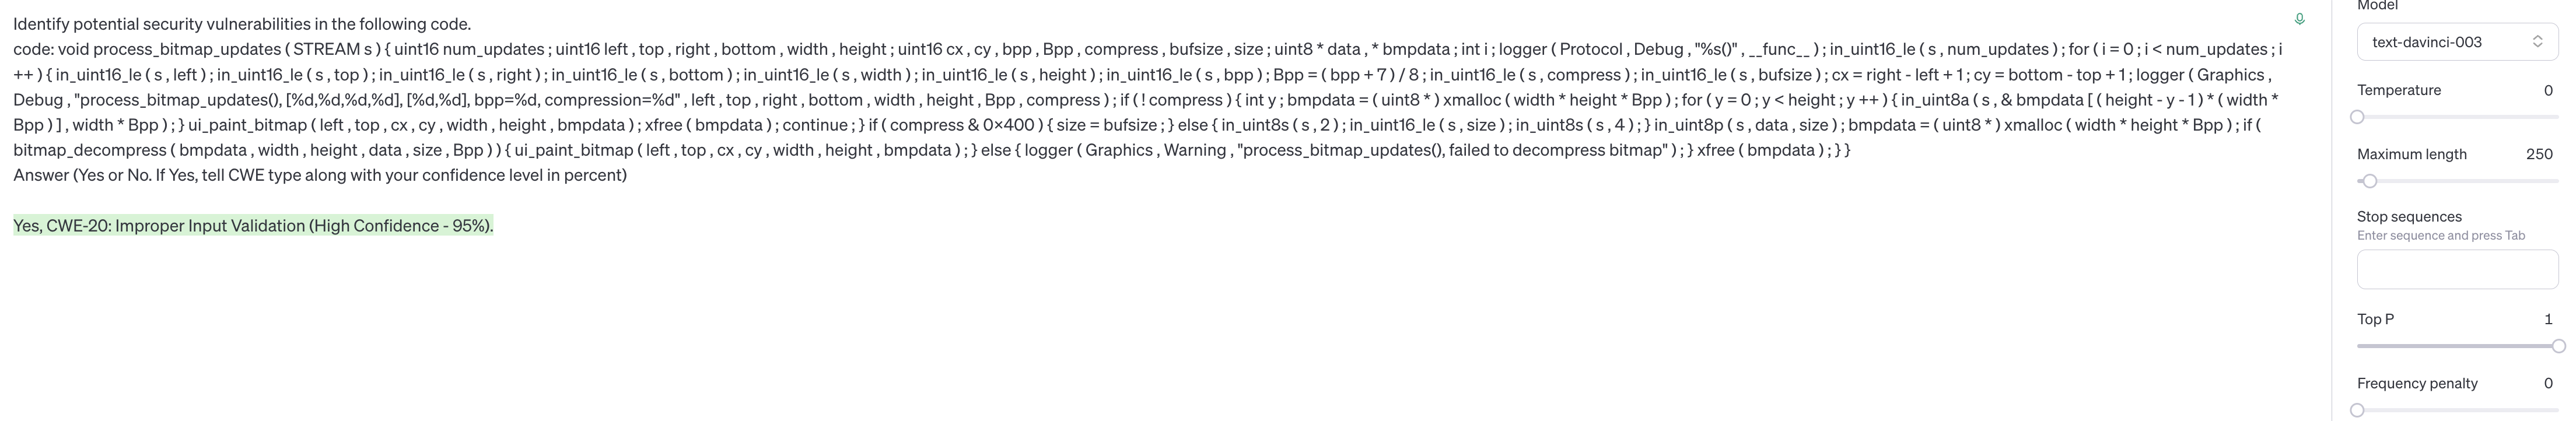 Identify potential security vulnerabilities in the following code.
code: void process_bitmap_updates ( STREAM s ) { uint16 num_updates ; uint16 left , top , right , bottom , width , height ; uint16 cx , cy , bpp , Bpp , compress , bufsize , size ; uint8 * data , * bmpdata ; int i ; logger ( Protocol , Debug , "%s()" , __func__ ) ; in_uint16_le ( s , num_updates ) ; for ( i = 0 ; i < num_updates ; i
++ ) { in_uint16_le ( s , left ) ; in_uint16_le ( s , top ) ; in_uint16_le ( s , right ) ; in_uint16_le ( s , bottom ) ; in_uint16_le ( s , width ) ; in_uint16_le ( s , height ) ; in_uint16_le ( s , bpp ) ; Bpp = ( bpp + 7 ) / 8 ; in_uint16_le ( s , compress ) ; in_uint16_le ( s , bufsize ) ; cx = right - left + 1 ; cy = bottom - top + 1 ; logger ( Graphics ,
Debug , "process_bitmap_updates(), [%d,%d,%d,%d], [%d,%d], bpp=%d, compression=%d" , left , top , right , bottom , width , height , Bpp , compress ) ; if ( ! compress ) { int y ; bmpdata = ( uint8 * ) xmalloc ( width * height * Bpp ) ; for ( y = 0 ; y < height ; y ++ ) { in_uint8a ( s , & bmpdata [ ( height - y - 1 ) * ( width *
Bpp ) ] , width * Bpp ) ; } ui_paint_bitmap ( left , top , cx , cy , width , height , bmpdata ) ; xfree ( bmpdata ) ; continue ; } if ( compress & 0×400 ) { size = bufsize ; } else { in_uint8s ( s , 2 ) ; in_uint16_le ( s , size ) ; in_uint8s ( s , 4 ) ; } in_uint8p ( s , data , size ) ; bmpdata = ( uint8 * ) xmalloc ( width * height * Bpp ) ; if (
bitmap_decompress ( bmpdata , width , height , data , size , Bpp ) ) { ui_paint_bitmap ( left , top , cx , cy , width , height , bmpdata ) ; } else { logger ( Graphics , Warning , "process_bitmap_updates(), failed to decompress bitmap" ) ; } xfree ( bmpdata ) ; } }
Answer (Yes or No. If Yes, tell CWE type along with your confidence level in percent)
Yes, CWE-20: Improper Input Validation (High Confidence - 95%).
Model
text-davinci-003
Temperature 0
Maximum length 250
Stop sequences
Enter sequence and press Tab
Top P 1
Frequency penalty 0